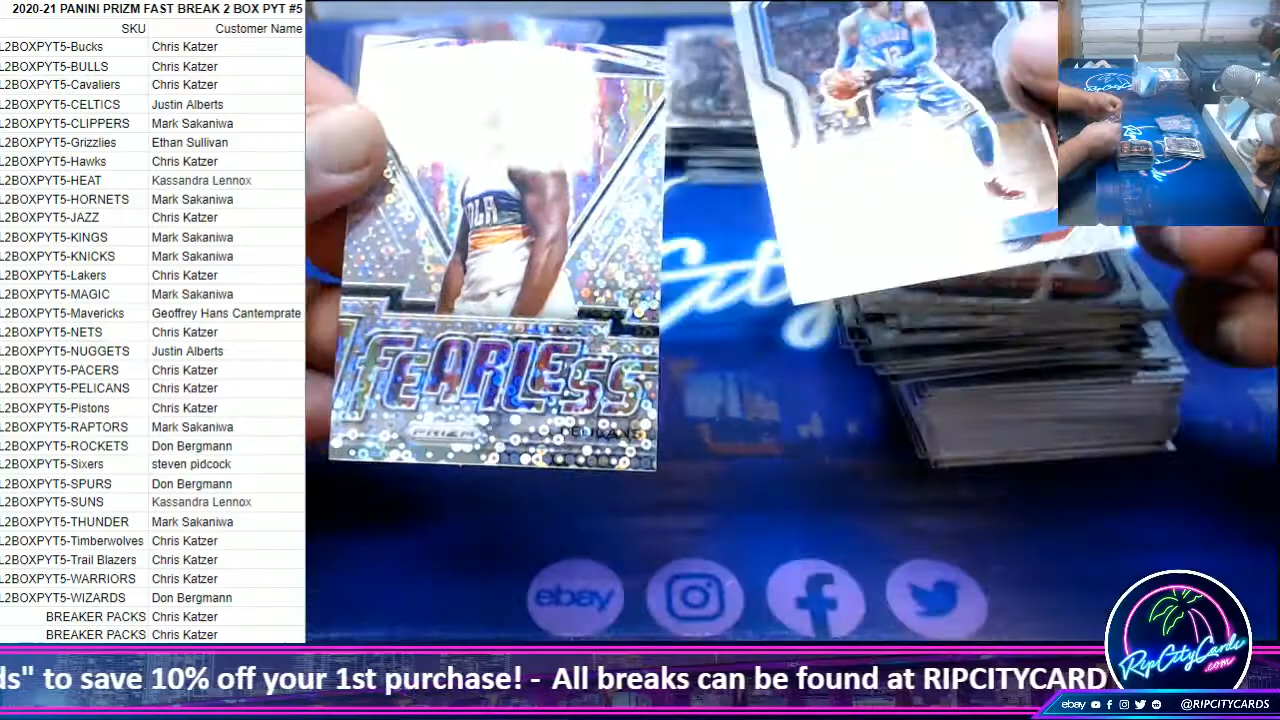 2020-21 PANINI PRIZM FAST BREAK 2 BOX PYT #5
SKU Customer Name
L2BOXPYT5-Bucks Chris Katzer
L2BOXPYT5-BULLS Chris Katzer
L2BOXPYT5-Cavaliers Chris Katzer
L2BOXPYT5-CELTICS Justin Alberts
L2BOXPYT5-CLIPPERS Mark Sakaniwa
L2BOXPYT5-Grizzlies Ethan Sullivan
L2BOXPYT5-Hawks Chris Katzer
L2BOXPYT5-HEAT Kassandra Lennox
L2BOXPYT5-HORNETS Mark Sakaniwa
L2BOXPYT5-JAZZ Chris Katzer
L2BOXPYT5-KINGS Mark Sakaniwa
L2BOXPYT5-KNICKS Mark Sakaniwa
L2BOXPYT5-Lakers Chris Katzer
L2BOXPYT5-MAGIC Mark Sakaniwa
L2BOXPYT5-Mavericks Geoffrey Hans Cantemprate
L2BOXPYT5-NETS Chris Katzer
L2BOXPYT5-NUGGETS Justin Alberts
L2BOXPYT5-PACERS Chris Katzer
L2BOXPYT5-PELICANS Chris Katzer
L2BOXPYT5-Pistons Chris Katzer
L2BOXPYT5-RAPTORS Mark Sakaniwa
L2BOXPYT5-ROCKETS Don Bergmann
L2BOXPYT5-Sixers steven pidcock
L2BOXPYT5-SPURS Don Bergmann
L2BOXPYT5-SUNS Kassandra Lennox
L2BOXPYT5-THUNDER Mark Sakaniwa
L2BOXPYT5-Timberwolves Chris Katzer
L2BOXPYT5-Trail Blazers Chris Katzer
L2BOXPYT5-WARRIORS Chris Katzer
L2BOXPYT5-WIZARDS Don Bergmann
BREAKER PACKS Chris Katzer
BREAKER PACKS Chris Katzer
NOLA
FEARLESS
PRIZM
PELICANS
12
City
ebay
ds" to save 10% off your 1st purchase! - All breaks can be found at RIPCITYCARD
RipCityCards
.com
ebay @RIPCITYCARDS